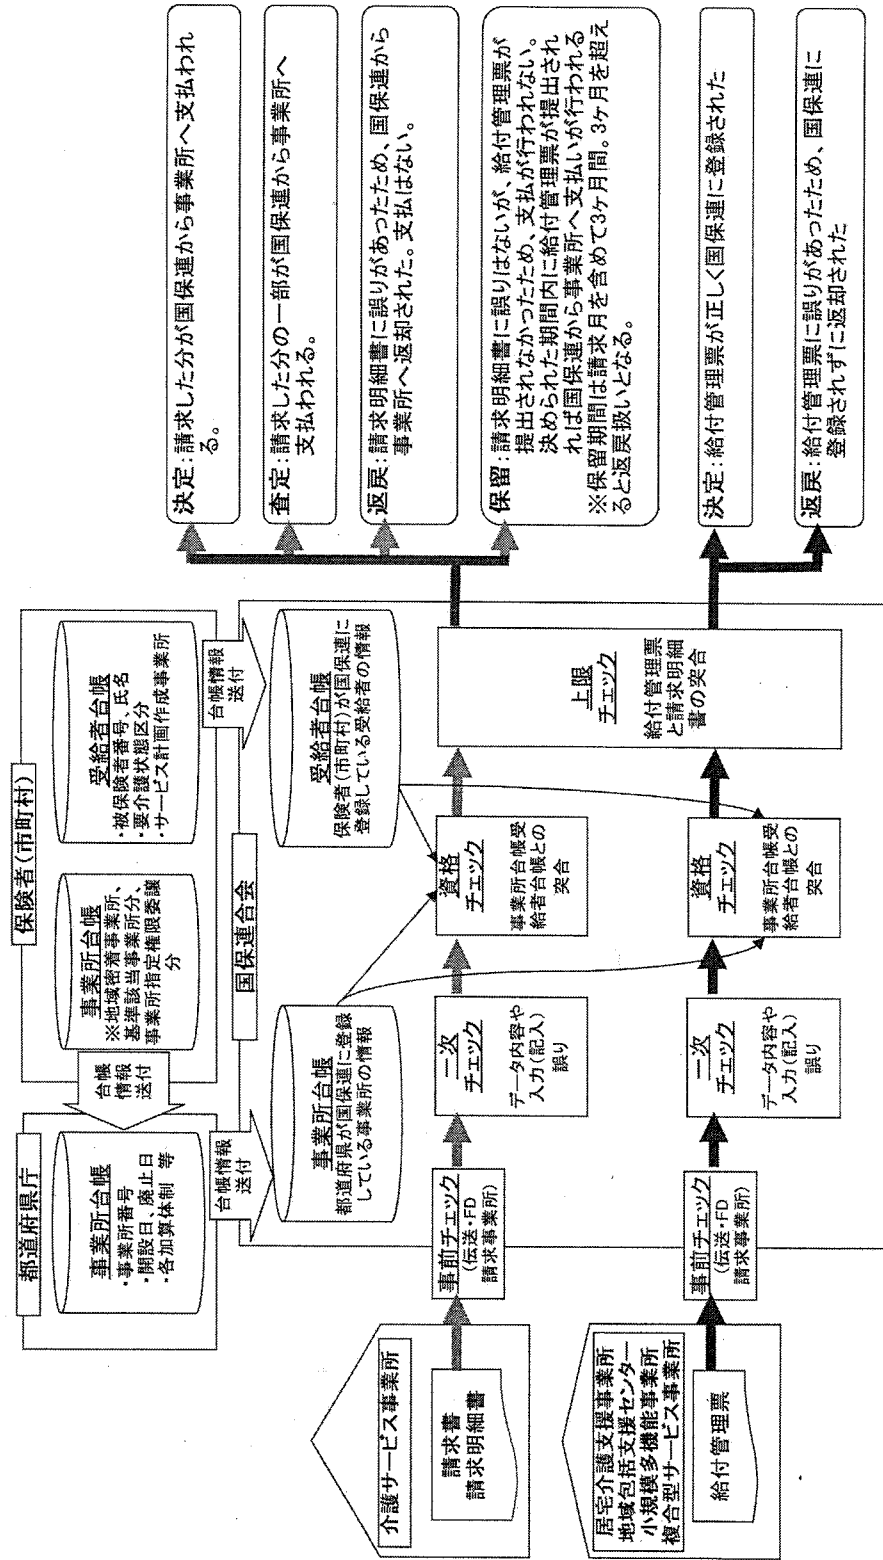 保険者(市町村)
受給者台帳
・被保険者番号、氏名
・要介護状態区分
・サービス計画作成事業所
事業所台帳
※地域密着事業所、
基準該当事業所分、
事業所指定権限委譲
分
台帳
情報
送付
都道府県庁
事業所台帳
・事業所番号
・開設日、廃止日
・各加算体制 等
台帳情報
送付
台帳情報
送付
国保連合会
事業所台帳
都道府県が国保連に登録
している事業所の情報
受給者台帳
保険者(市町村)が国保連に
登録している受給者の情報
介護サービス事業所
請求書
請求明細書
事前チェック
(伝送・FD
請求事業所)
一次
チェック
データ内容や
入力(記入)
誤り
資格
チェック
事業所台帳受
給者台帳との
突合
上限
チェック
給付管理票
と請求明細
書の突合
居宅介護支援事業所
地域包括支援センター
小規模多機能事業所
複合型サービス事業所
給付管理票
事前チェック
(伝送・FD
請求事業所)
一次
チェック
データ内容や
入力(記入)
誤り
資格
チェック
事業所台帳受
給者台帳との
突合
決定:請求した分が国保連から事業所へ支払われ
る。
査定:請求した分の一部が国保連から事業所へ
支払われる。
返戻:請求明細書に誤りがあったため、国保連から
事業所へ返却された。支払はない。
保留:請求明細書に誤りはないが、給付管理票が
提出されなかったため、支払が行われない。
決められた期間内に給付管理票が提出され
れば国保連から事業所へ支払いが行われる
※保留期間は請求月を含めて3ヶ月間。3ヶ月を超え
ると返戻扱いとなる。
決定:給付管理票が正しく国保連に登録された
返戻:給付管理票に誤りがあったため、国保連に
登録されずに返却された